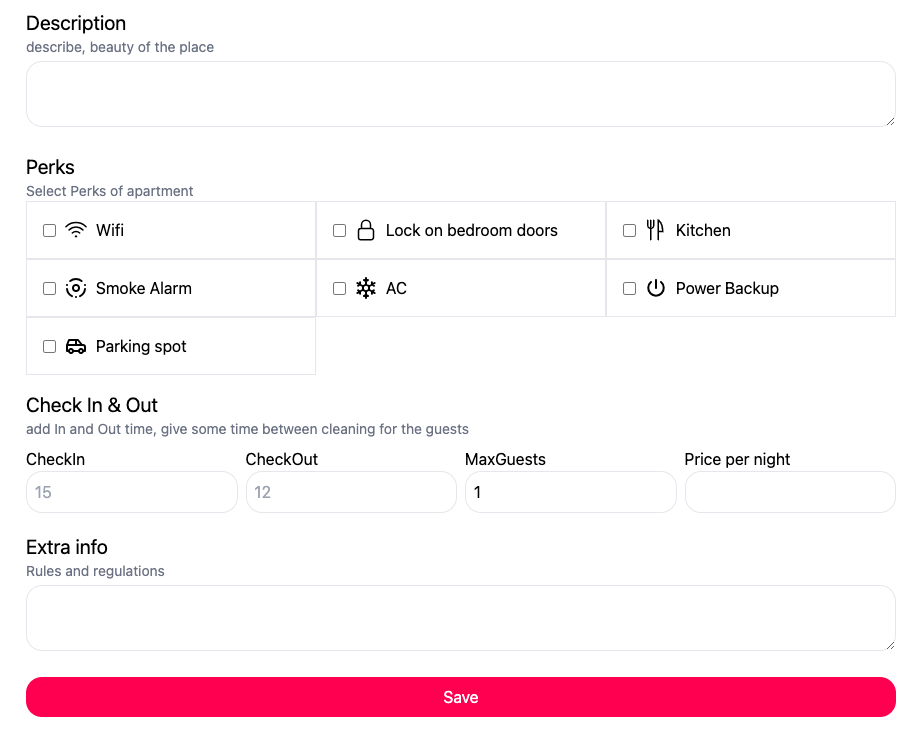 Description
describe, beauty of the place
Perks
Select Perks of apartment
Wifi
Lock on bedroom doors
Kitchen
Smoke Alarm
AC
Power Backup
Parking spot
Check In & Out
add In and Out time, give some time between cleaning for the guests
CheckIn
CheckOut
MaxGuests
Price per night
15
12
1
Extra info
Rules and regulations
Save